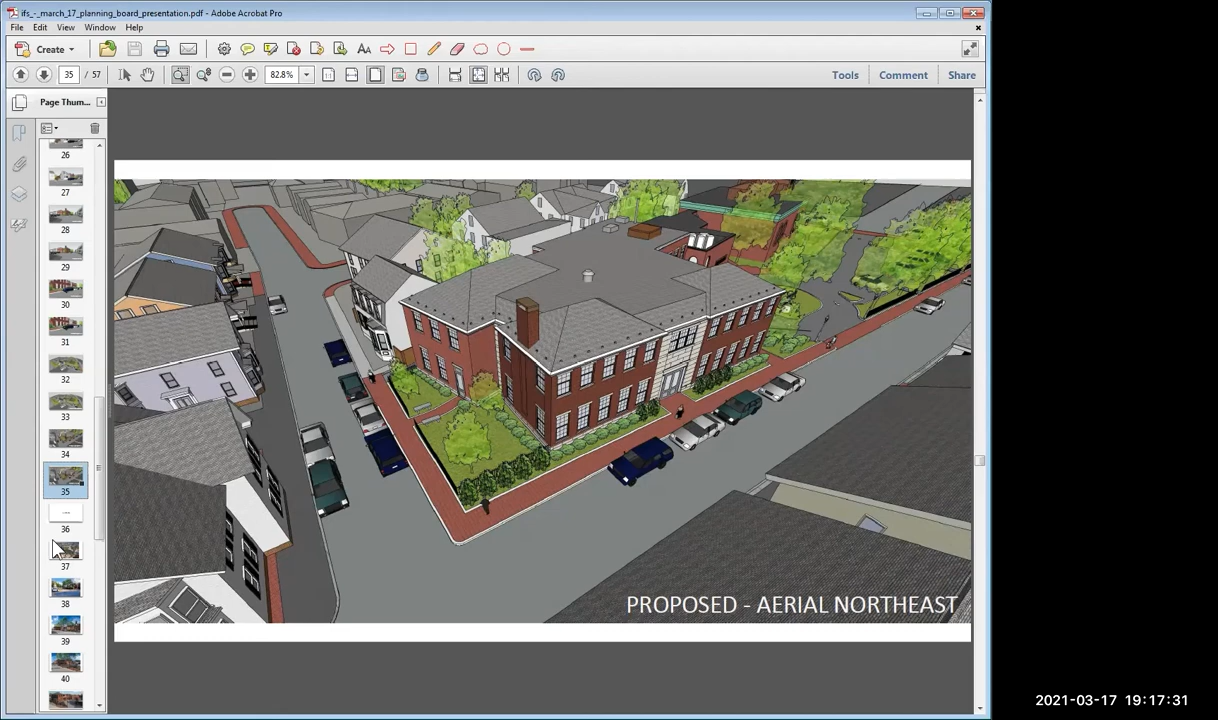 ifs_-_march_17_planning_board_presentation.pdf - Adobe Acrobat Pro
File Edit View Window Help
Create
35 / 57 82.8% Tools Comment Share
Page Thum...
26
27
28
29
30
31
32
33
34
35
36
37
38
39
40
PROPOSED - AERIAL NORTHEAST
2021-03-17 19:17:31